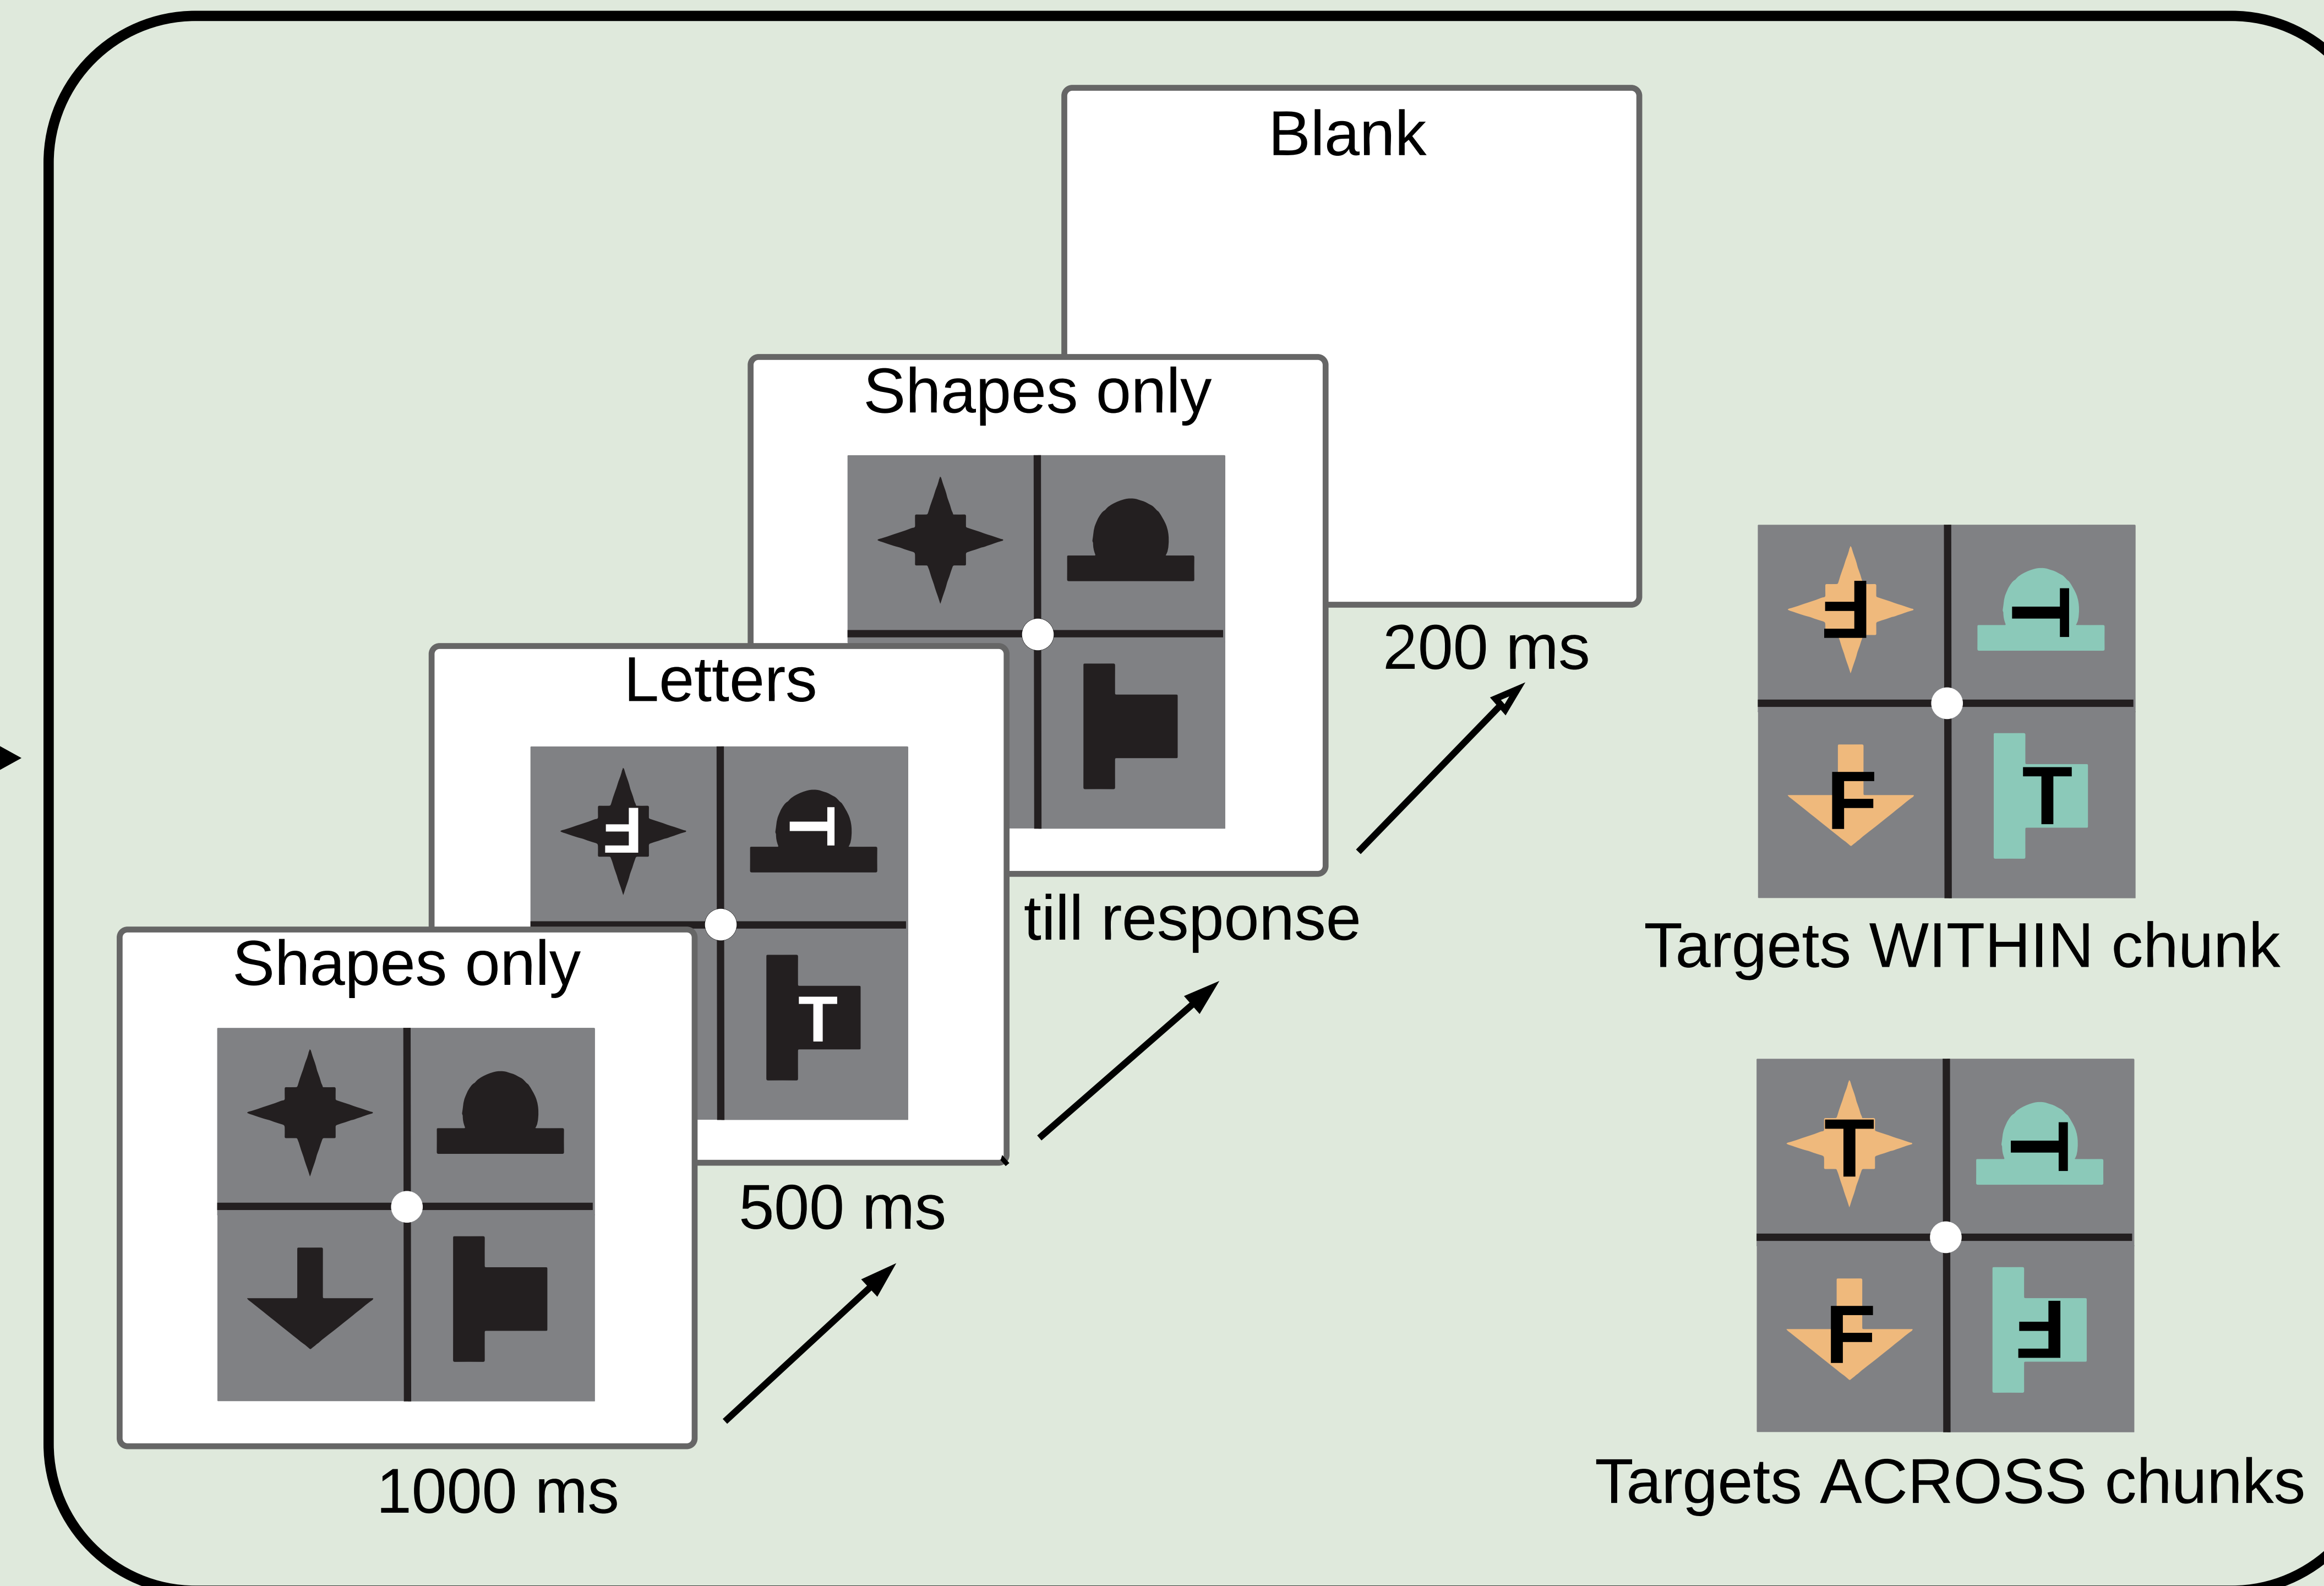 Blank
Shapes only
200 ms
Letters
F T
T
till response
Shapes only
500 ms
1000 ms
F T
F T
Targets WITHIN chunk
T T
F F
Targets ACROSS chunks